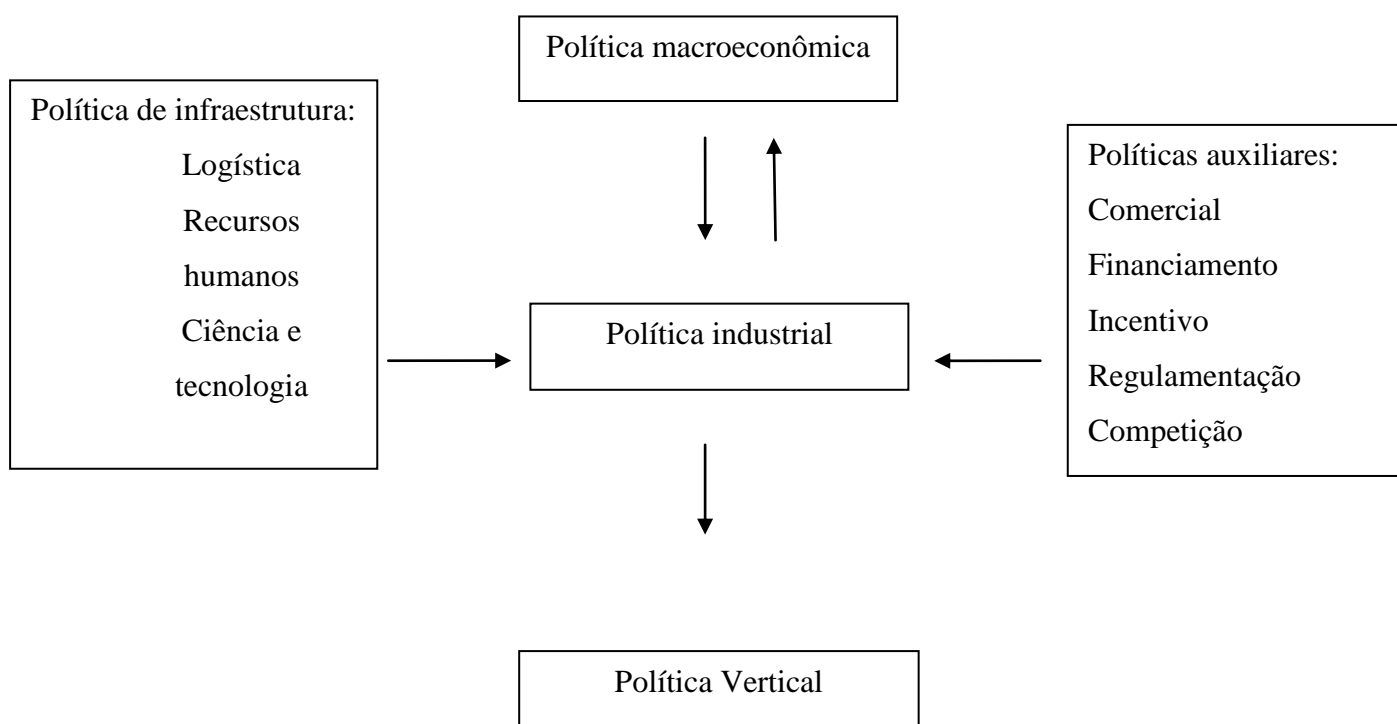 Política macroeconômica
Política de infraestrutura:
Logística
Recursos
humanos
Ciência e
tecnologia
Políticas auxiliares:
Comercial
Financiamento
Incentivo
Regulamentação
Competição
Política industrial
Política Vertical